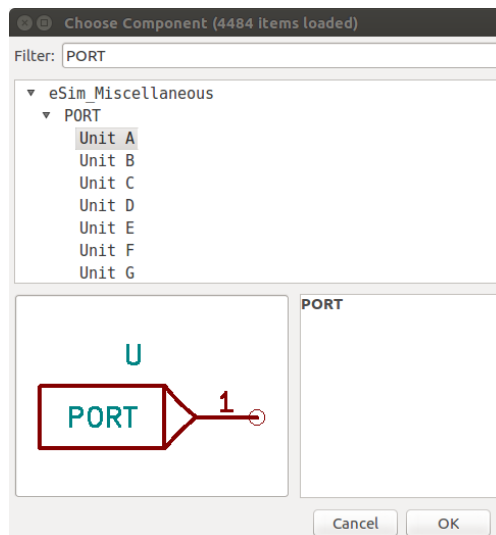 Choose Component (4484 items loaded)
Filter: PORT
eSim_Miscellaneous
PORT
Unit A
Unit B
Unit C
Unit D
Unit E
Unit F
Unit G
PORT
U
PORT
1
Cancel OK